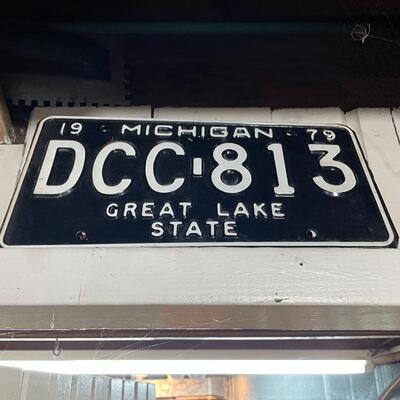 19 MICHIGAN 79
DCC-813
GREAT LAKE
STATE